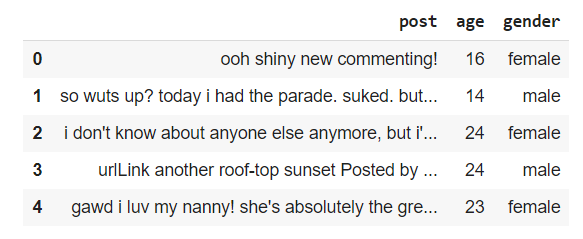 post age gender
0 ooh shiny new commenting! 16 female
1 so wuts up? today i had the parade. suked. but... 14 male
2 i don't know about anyone else anymore, but i'... 24 female
3 urlLink another roof-top sunset Posted by ... 24 male
4 gawd i luv my nanny! she's absolutely the gre... 23 female